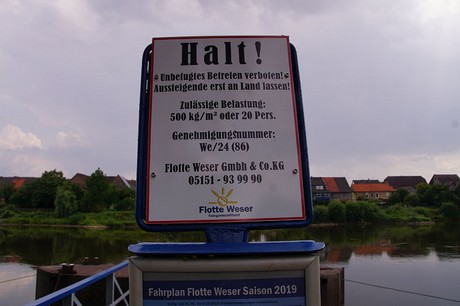 Halt!
Unbefugtes Betreten verboten!
Aussteigende erst an Land lassen!
Zulässige Belastung:
500 kg/m² oder 20 Pers.
Genehmigungsnummer:
We/24 (86)
Flotte Weser GmbH & Co.KG
05151 - 93 99 90
Flotte Weser
Fahrplan Flotte Weser Saison 2019